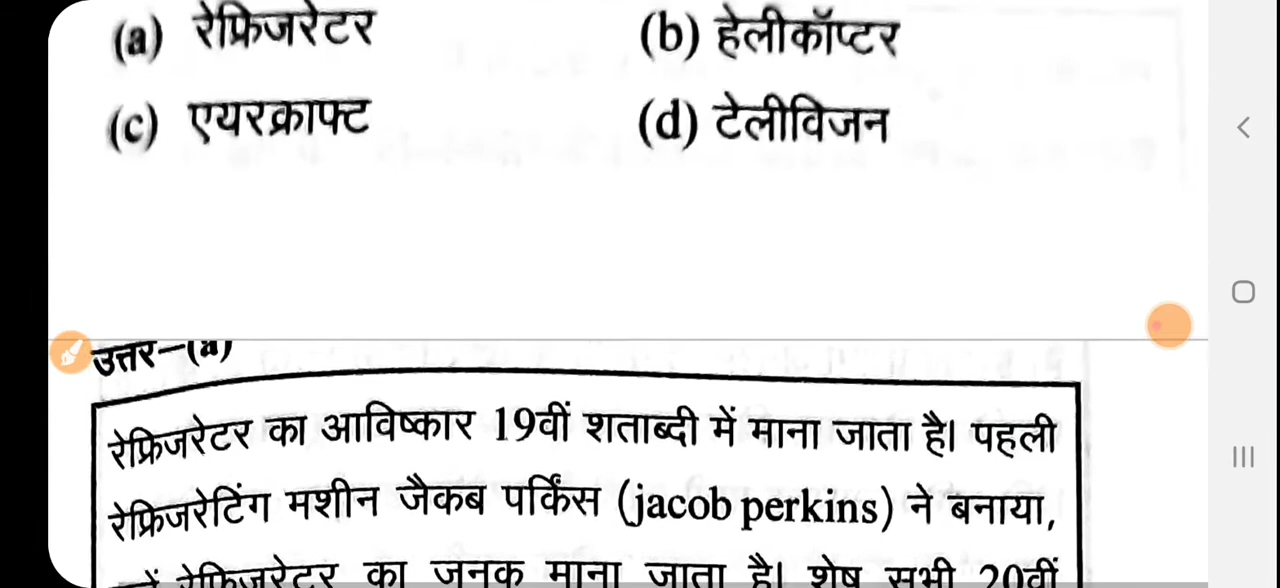 (a) रेफ्रिजरेटर (b) हेलीकॉप्टर
(c) एयरक्राफ्ट (d) टेलीविजन
उत्तर–(a)
रेफ्रिजरेटर का आविष्कार 19वीं शताब्दी में माना जाता है। पहली
रेफ्रिजरेटिंग मशीन जैकब पर्किंस (jacob perkins) ने बनाया,
रेफ्रिजरेटर का जनक माना जाता है। शेष सभी 20वीं